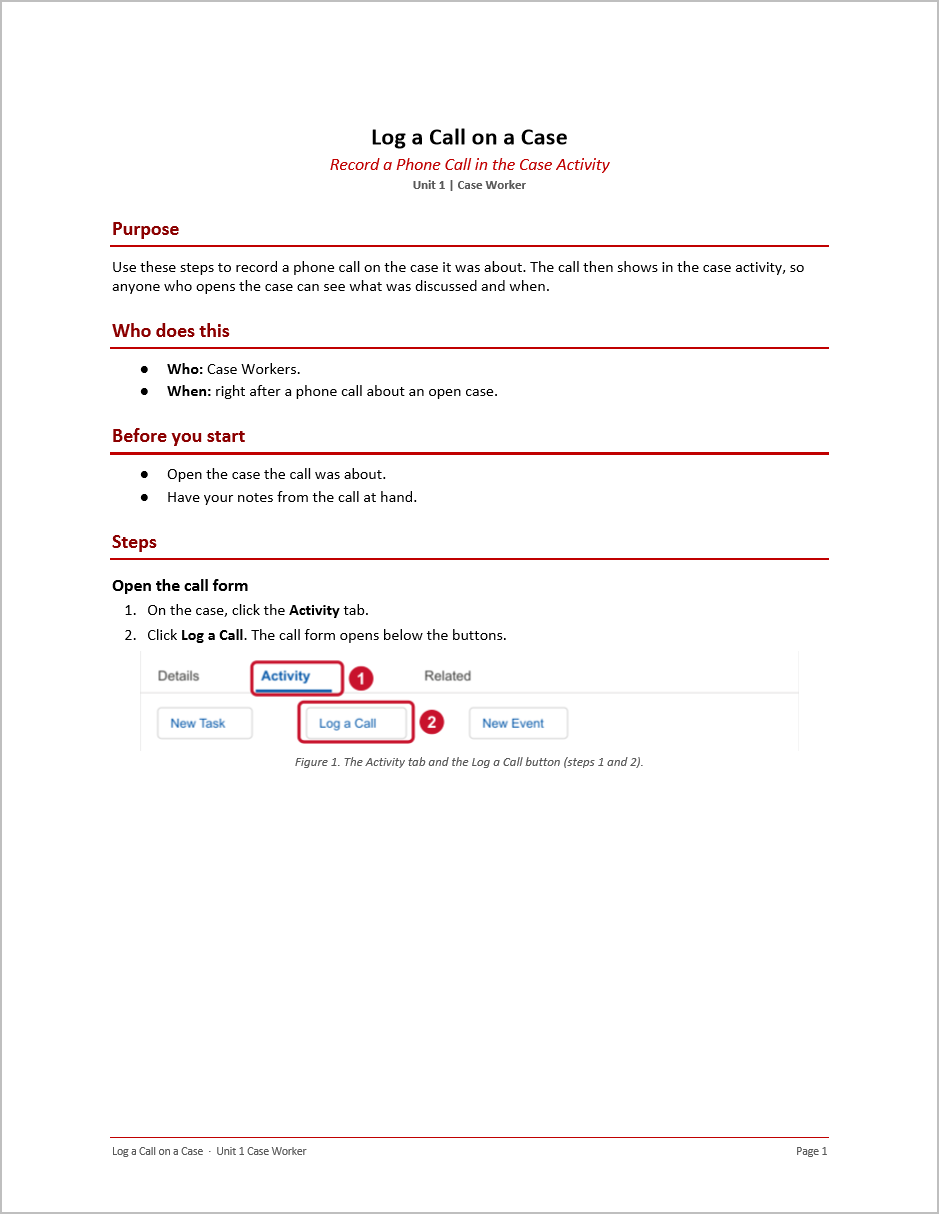 Log a Call on a Case
Record a Phone Call in the Case Activity
Unit 1 | Case Worker
Purpose
Use these steps to record a phone call on the case it was about. The call then shows in the case activity, so
anyone who opens the case can see what was discussed and when.
Who does this
● Who: Case Workers.
● When: right after a phone call about an open case.
Before you start
● Open the case the call was about.
● Have your notes from the call at hand.
Steps
Open the call form
1. On the case, click the Activity tab.
2. Click Log a Call. The call form opens below the buttons.
Details Activity 1 Related
New Task Log a Call 2 New Event
Figure 1. The Activity tab and the Log a Call button (steps 1 and 2).
Log a Call on a Case · Unit 1 Case Worker Page 1